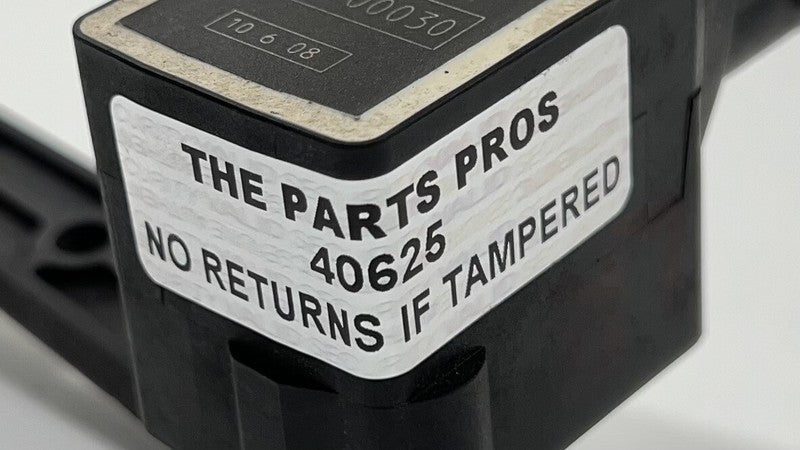 00030
10 6 08
THE PARTS PROS
40625
NO RETURNS IF TAMPERED